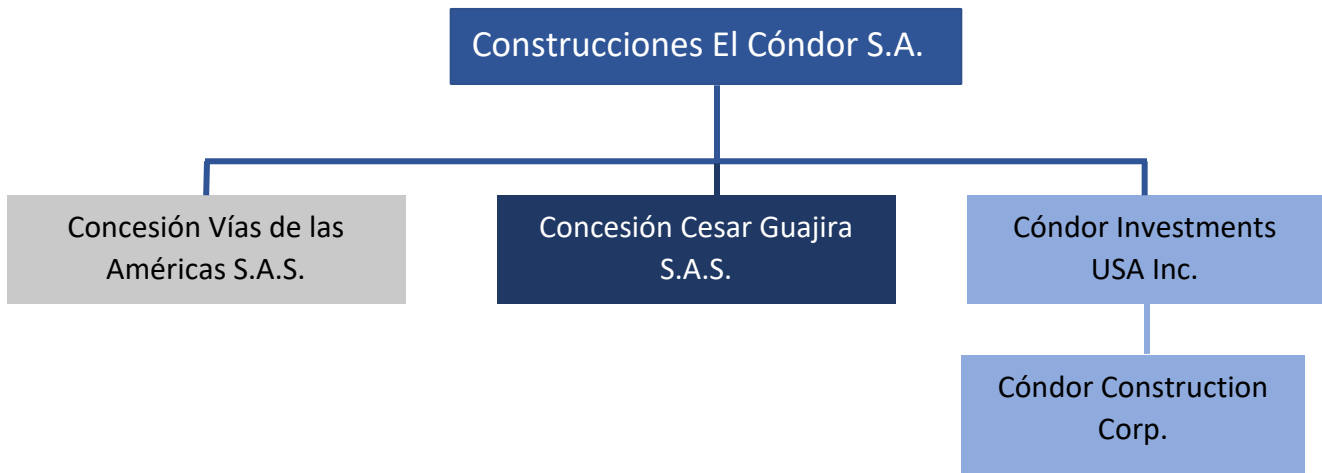 Construcciones El Cóndor S.A.
Concesión Vías de las
Américas S.A.S.
Concesión Cesar Guajira
S.A.S.
Cóndor Investments
USA Inc.
Cóndor Construction
Corp.